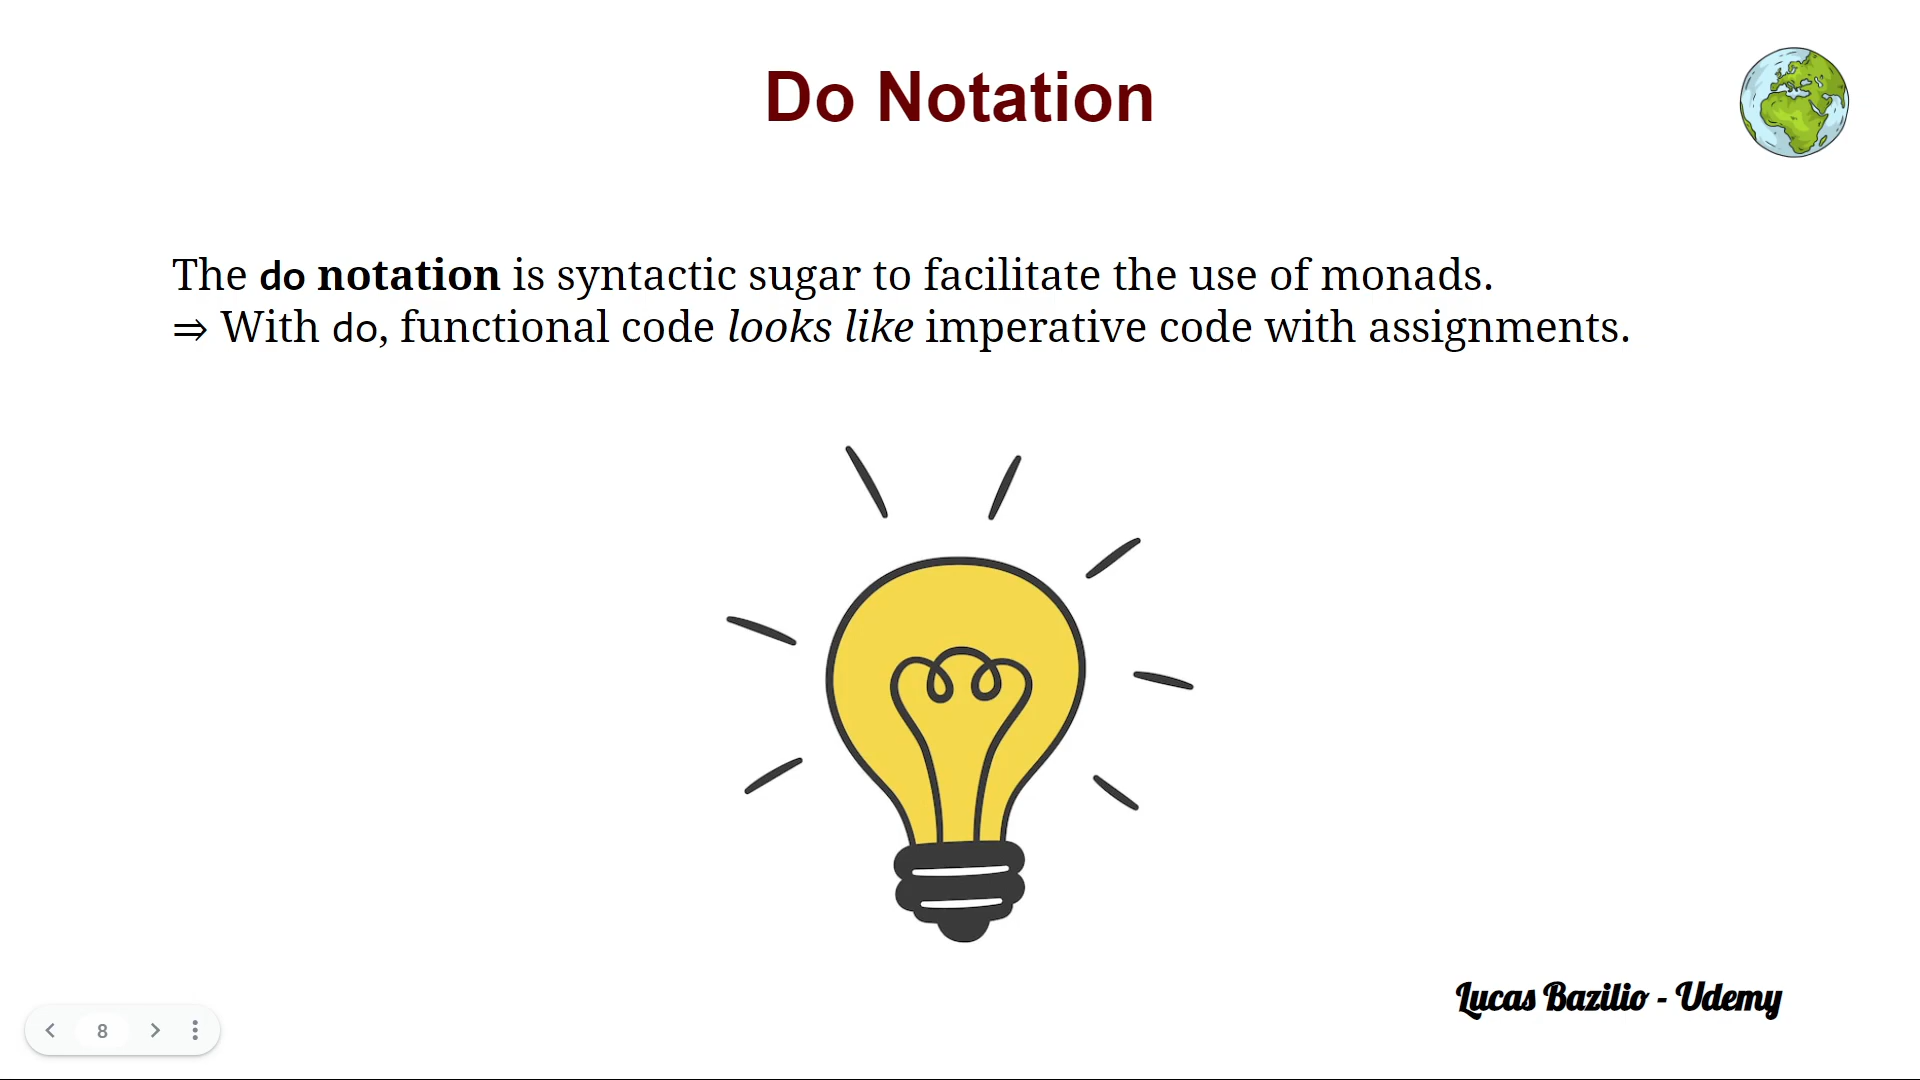 Do Notation
The do notation is syntactic sugar to facilitate the use of monads.
⇒ With do, functional code looks like imperative code with assignments.
Lucas Bazilio - Udemy
8